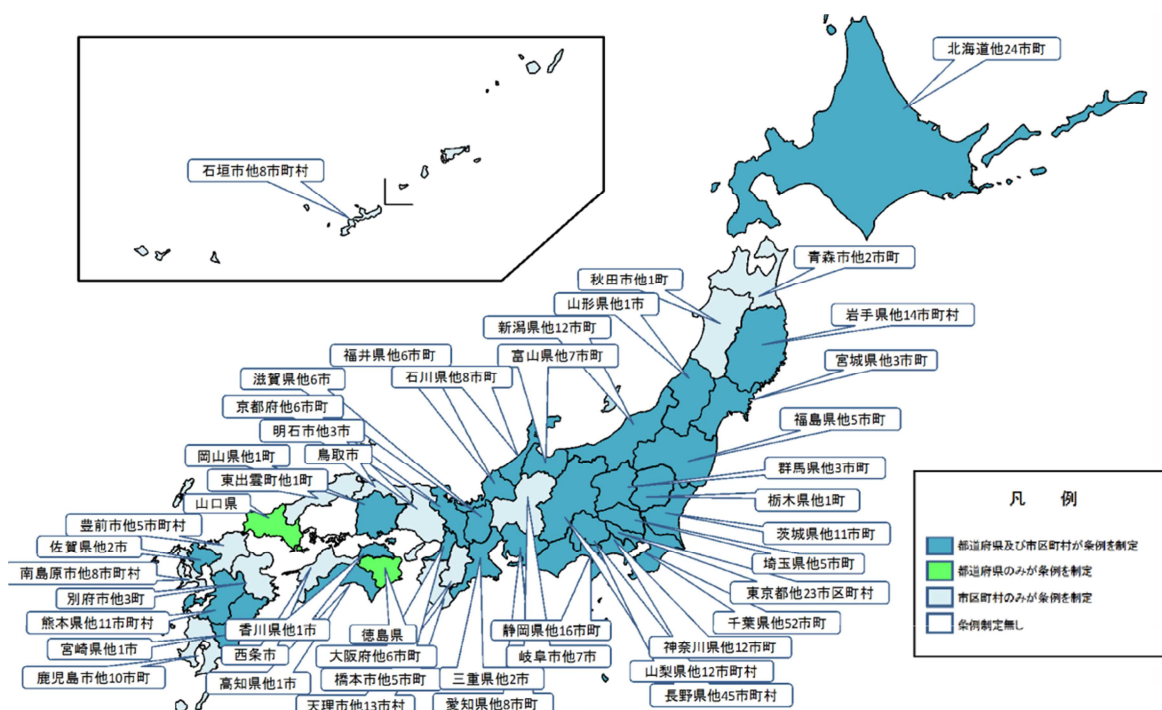 北海道他24市町
石垣市他8市町村
青森市他2市町
秋田市他1町
山形県他1市
岩手県他14市町村
新潟県他12市町
福井県他6市町
富山県他7市町
宮城県他3市町
滋賀県他6市
石川県他8市町
京都府他6市町
福島県他5市町
明石市他3市
岡山県他1町
鳥取市
群馬県他3市町
東出雲町他1町
栃木県他1町
山口県
豊前市他5市町村
茨城県他11市町
佐賀県他2市
埼玉県他5市町
南島原市他8市町村
東京都他23市区町村
別府市他3町
千葉県他52市町
熊本県他11市町村
香川県他1市
徳島県
静岡県他16市町
神奈川県他12市町
宮崎県他1市
西条市
大阪府他6市町
岐阜市他7市
山梨県他12市町村
鹿児島市他10市町
高知県他1市
橋本市他5市町
三重県他2市
長野県他45市町村
天理市他13市村
愛知県他8市町
凡 例
都道府県及び市区町村が条例を制定
都道府県のみが条例を制定
市区町村のみが条例を制定
条例制定無し